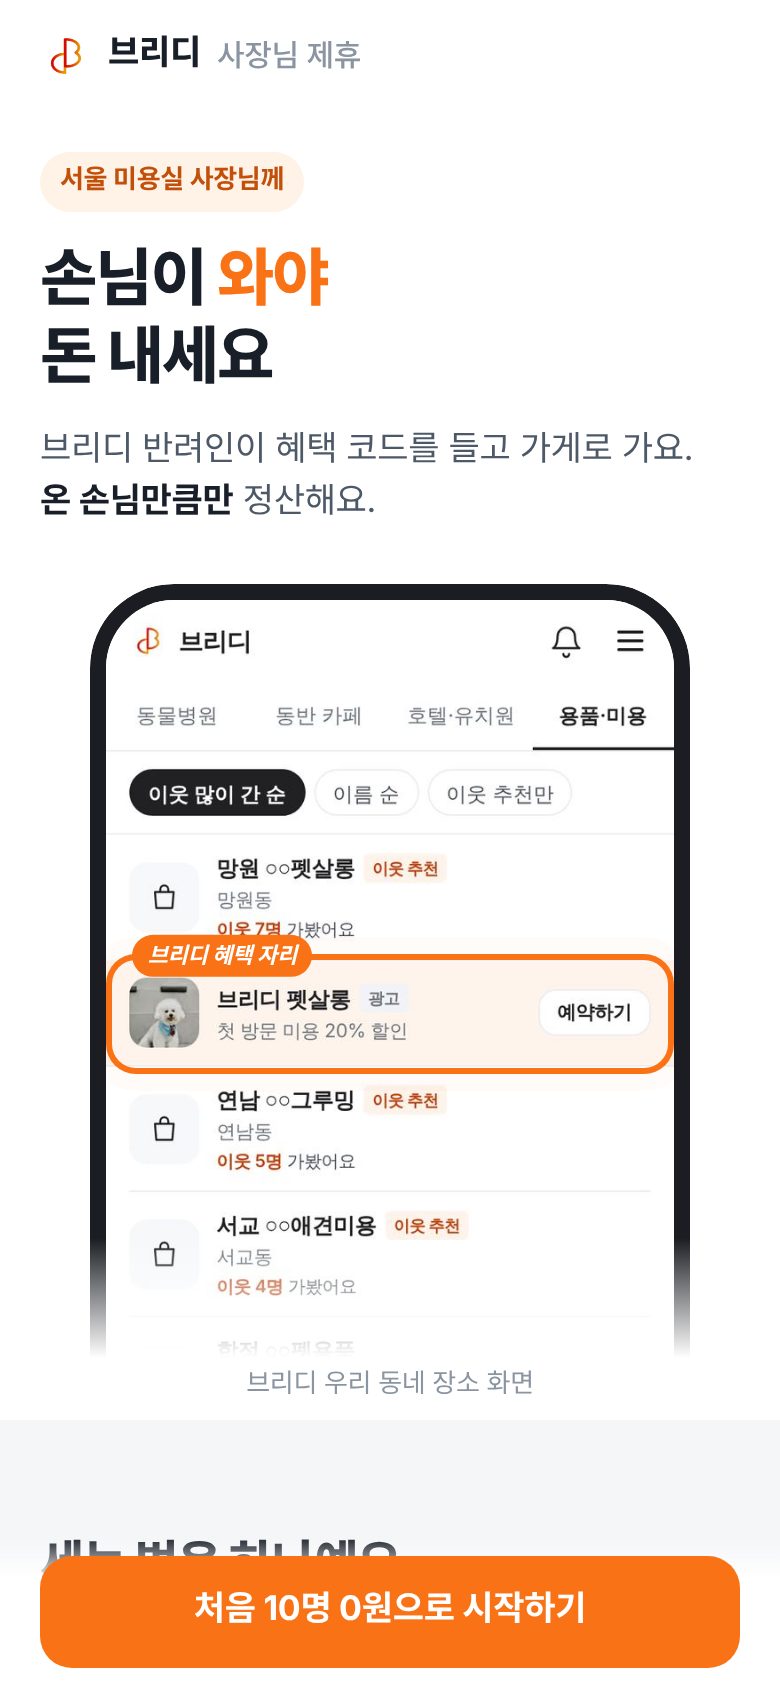 브리디 사장님 제휴
서울 미용실 사장님께
손님이 와야
돈 내세요
브리디 반려인이 혜택 코드를 들고 가게로 가요.
온 손님만큼만 정산해요.
브리디
동물병원 동반 카페 호텔·유치원 용품·미용
이웃 많이 간 순 이름 순 이웃 추천만
망원 ○○펫살롱 이웃 추천
망원동
이웃 7명 가봤어요
브리디 혜택 자리
브리디 펫살롱 광고
첫 방문 미용 20% 할인
예약하기
연남 ○○그루밍 이웃 추천
연남동
이웃 5명 가봤어요
서교 ○○애견미용 이웃 추천
서교동
이웃 4명 가봤어요
브리디 우리 동네 장소 화면
처음 10명 0원으로 시작하기